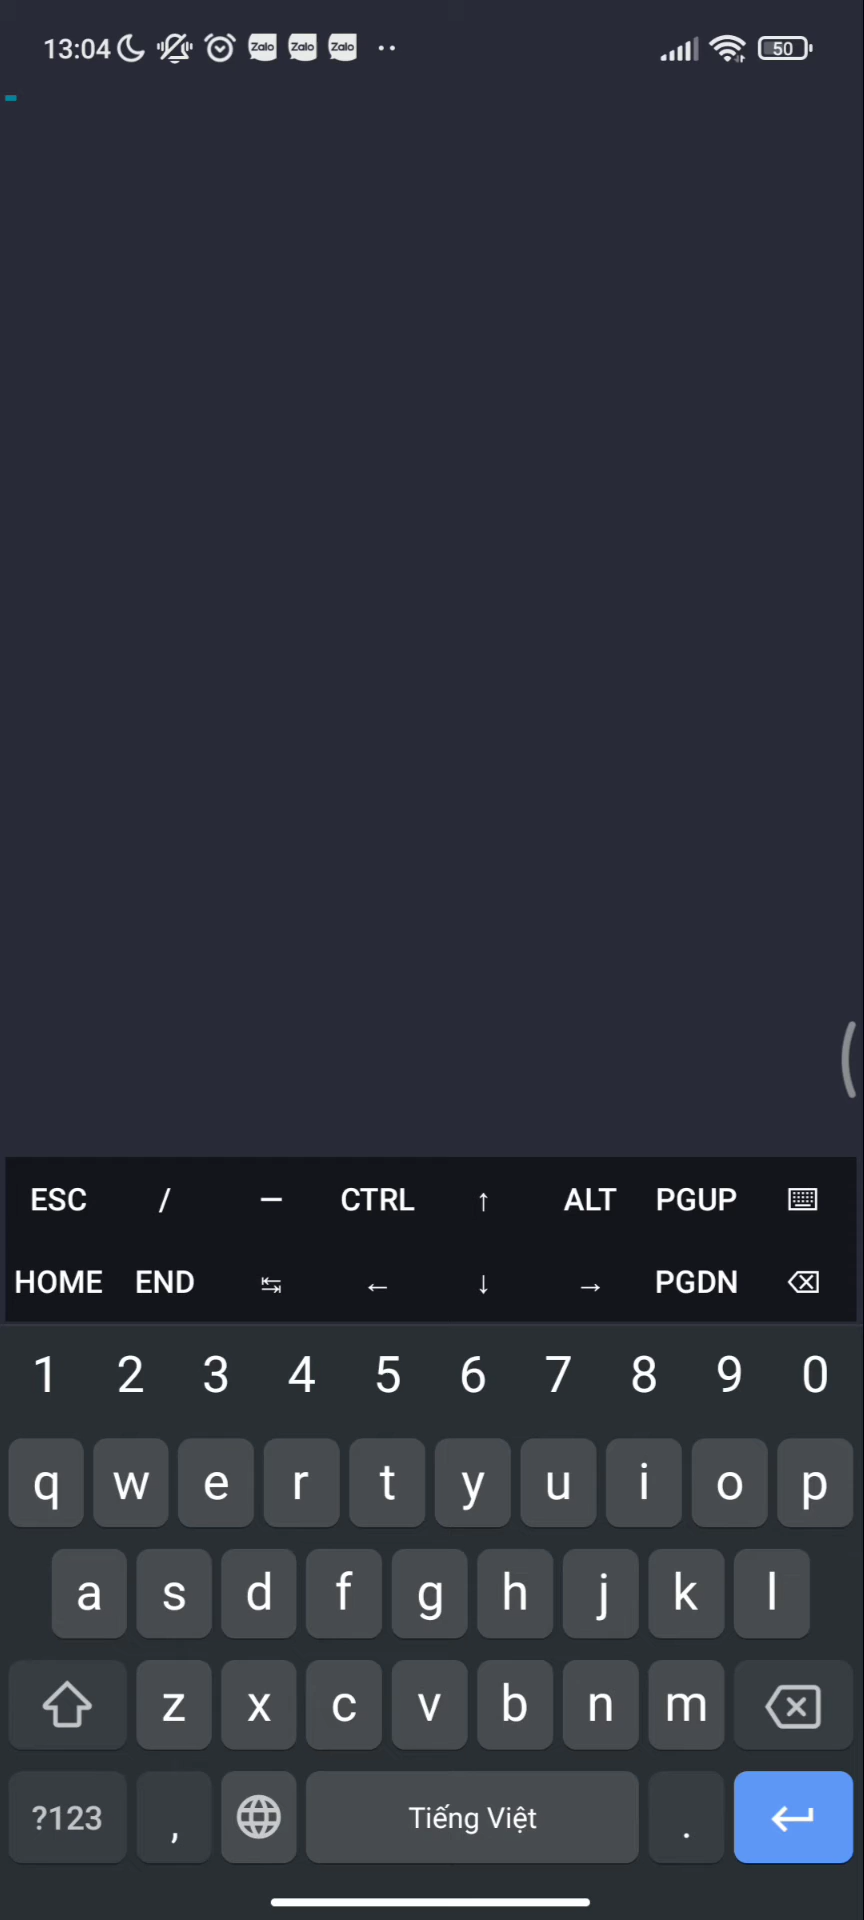 13:04 Zalo Zalo Zalo 50
ESC / — CTRL ↑ ALT PGUP
HOME END ↹ ← ↓ → PGDN ⌫
1 2 3 4 5 6 7 8 9 0
q w e r t y u i o p
a s d f g h j k l
z x c v b n m
?123 , Tiếng Việt .